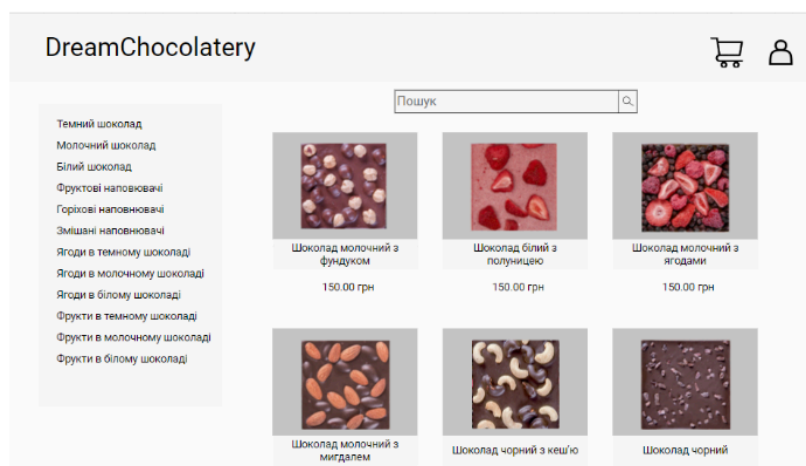 DreamChocolatery
Пошук
Темний шоколад
Молочний шоколад
Білий шоколад
Фруктові наповювачі
Горіхові наповнювачі
Змішані наповнювачі
Ягоди в темному шоколаді
Ягоди в молочному шоколаді
Ягоди в білому шоколаді
Фрукти в темному шоколаді
Фрукти в молочному шоколаді
Фрукти в білому шоколаді
Шоколад молочний з
фундуком
150.00 грн
Шоколад білий з
полуницею
150.00 грн
Шоколад молочний з
ягодами
150.00 грн
Шоколад молочний з
мигдалем
Шоколад чорний з кеш'ю
Шоколад чорний